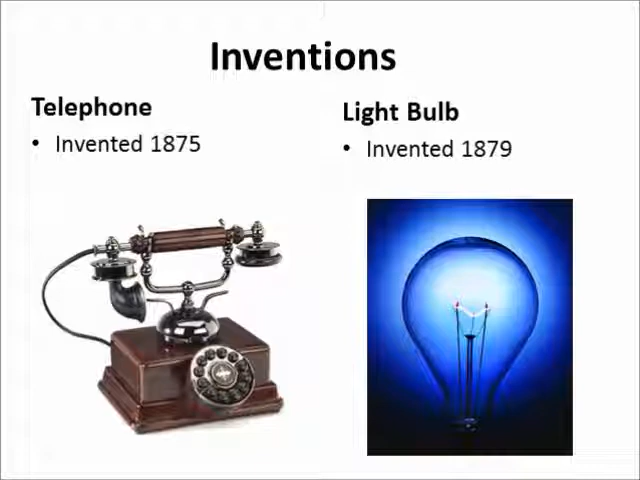 Inventions
Telephone
• Invented 1875
Light Bulb
• Invented 1879